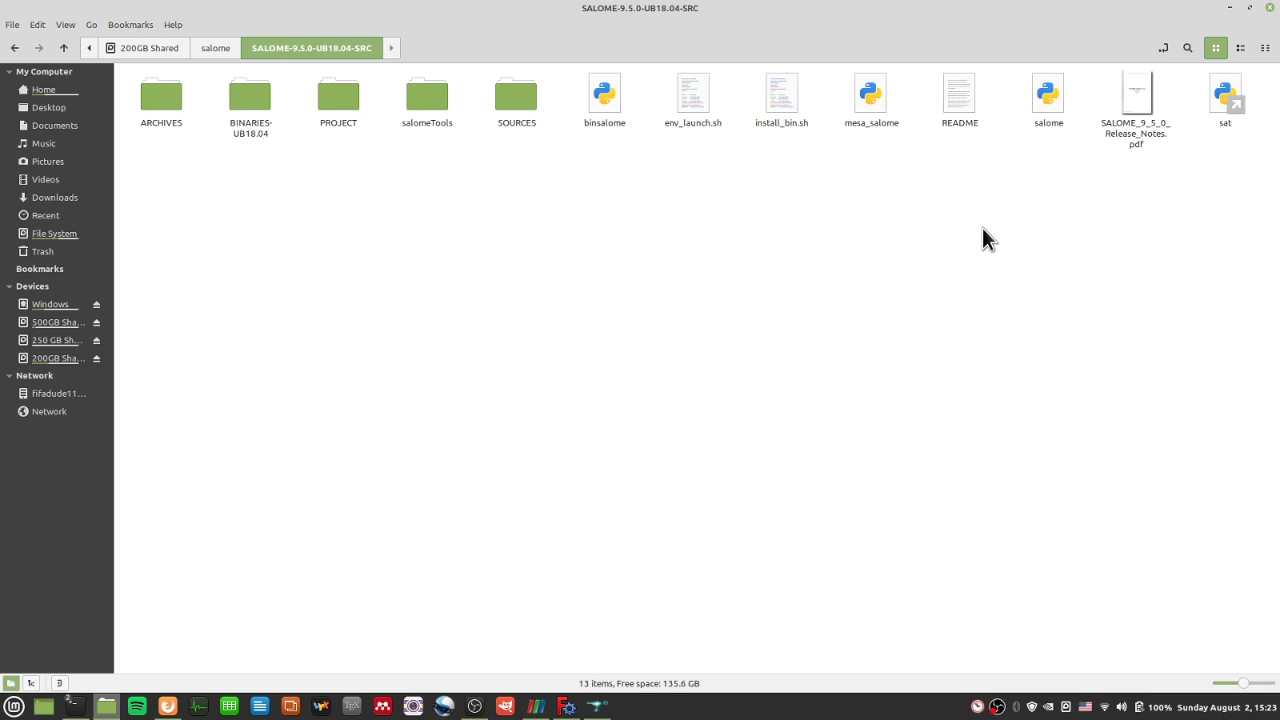 SALOME-9.5.0-UB18.04-SRC
File Edit View Go Bookmarks Help
200GB Shared salome SALOME-9.5.0-UB18.04-SRC
My Computer
Home
Desktop
Documents
Music
Pictures
Videos
Downloads
Recent
File System
Trash
Bookmarks
Devices
Windows
500GB Sha...
250 GB Sh...
200GB Sha...
Network
fifadude11...
Network
ARCHIVES
BINARIES-
UB18.04
PROJECT
salomeTools
SOURCES
binsalome
env_launch.sh
install_bin.sh
mesa_salome
README
salome
SALOME_9_5_0_
Release_Notes.
pdf
sat
13 items, Free space: 135.6 GB
2
100% Sunday August 2, 15:23